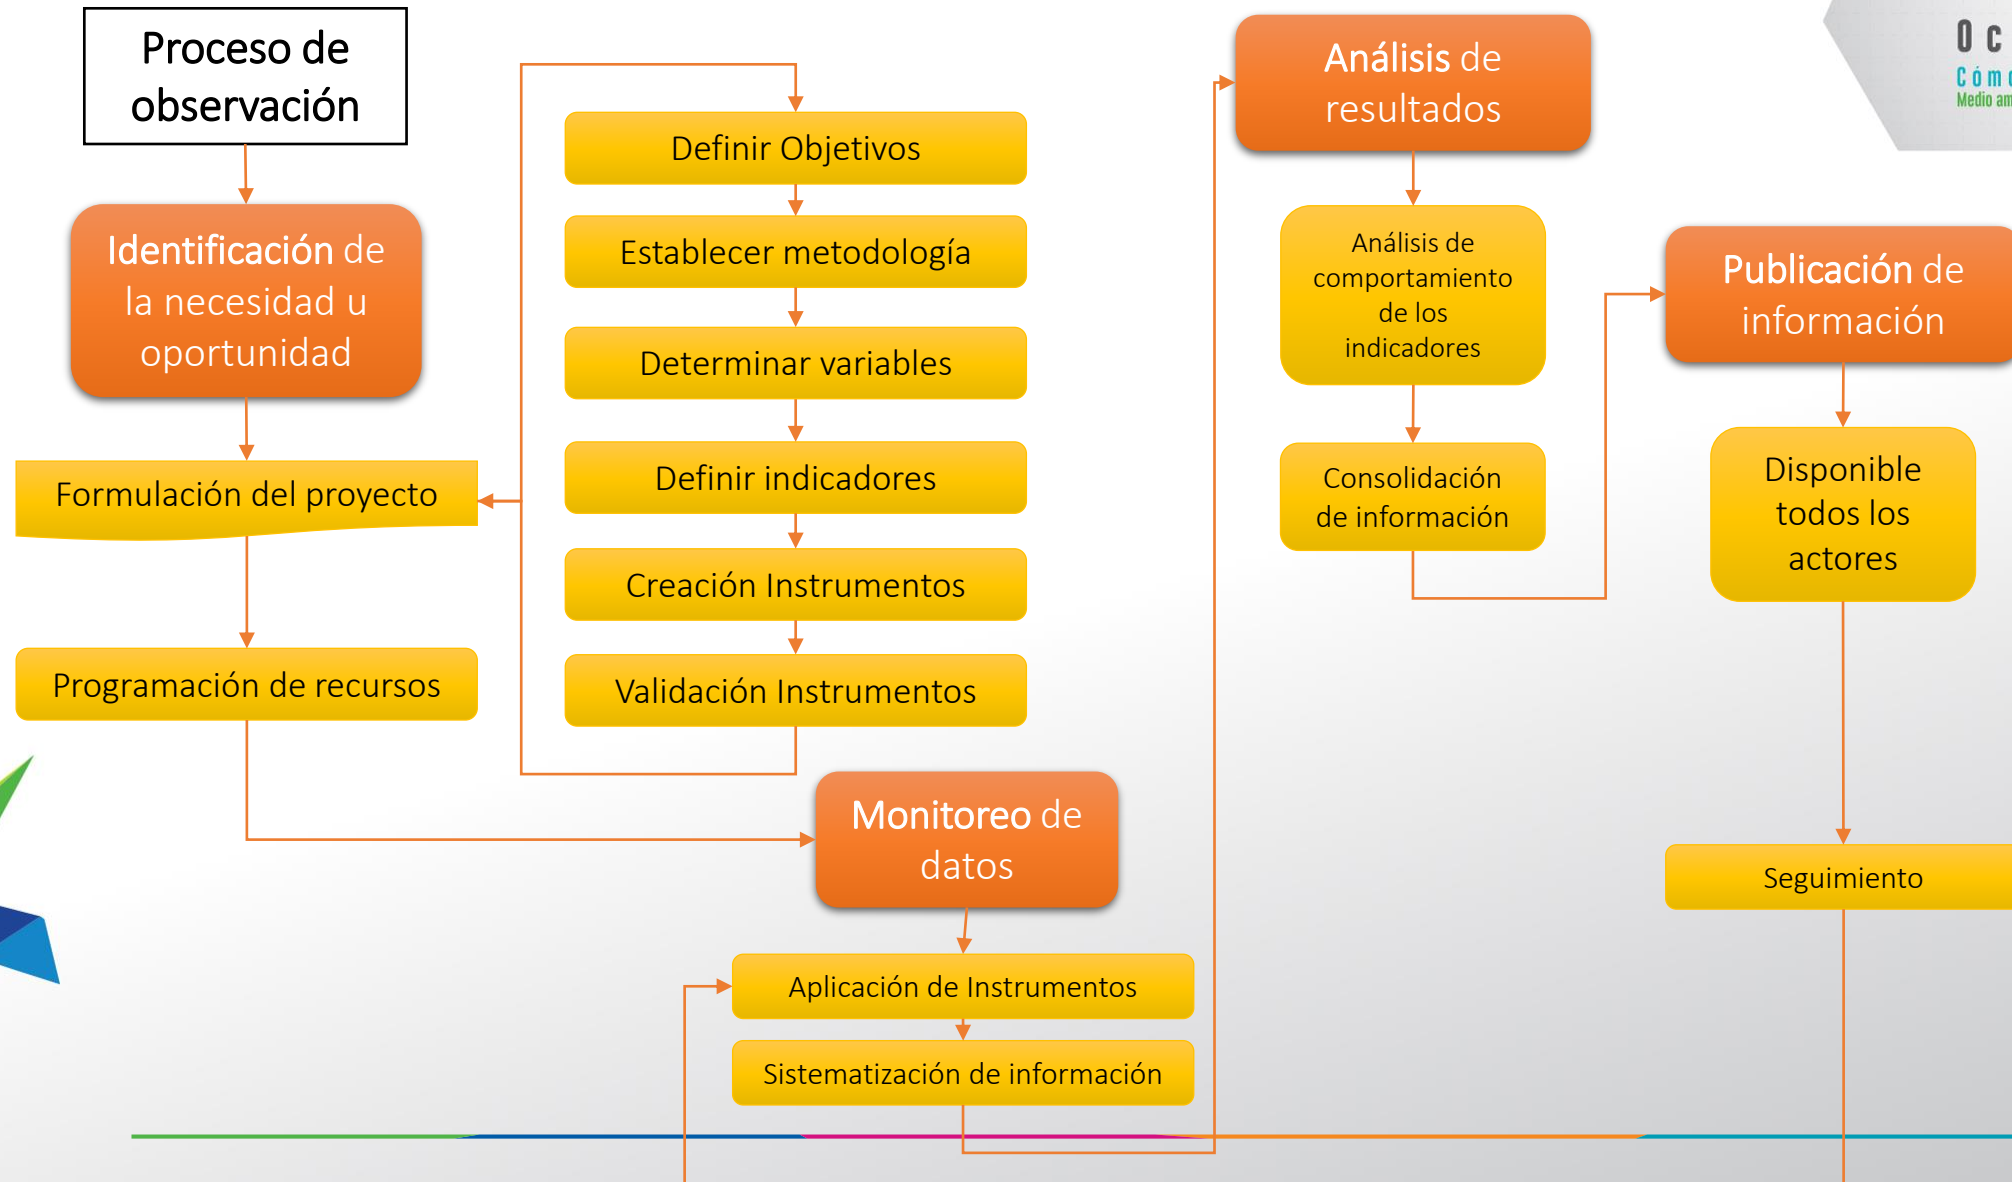 Proceso de
observación
Identificación de
la necesidad u
oportunidad
Formulación del proyecto
Programación de recursos
Definir Objetivos
Establecer metodología
Determinar variables
Definir indicadores
Creación Instrumentos
Validación Instrumentos
Monitoreo de
datos
Aplicación de Instrumentos
Sistematización de información
Análisis de
resultados
Análisis de
comportamiento
de los
indicadores
Consolidación
de información
Publicación de
información
Disponible
todos los
actores
Seguimiento
Medio